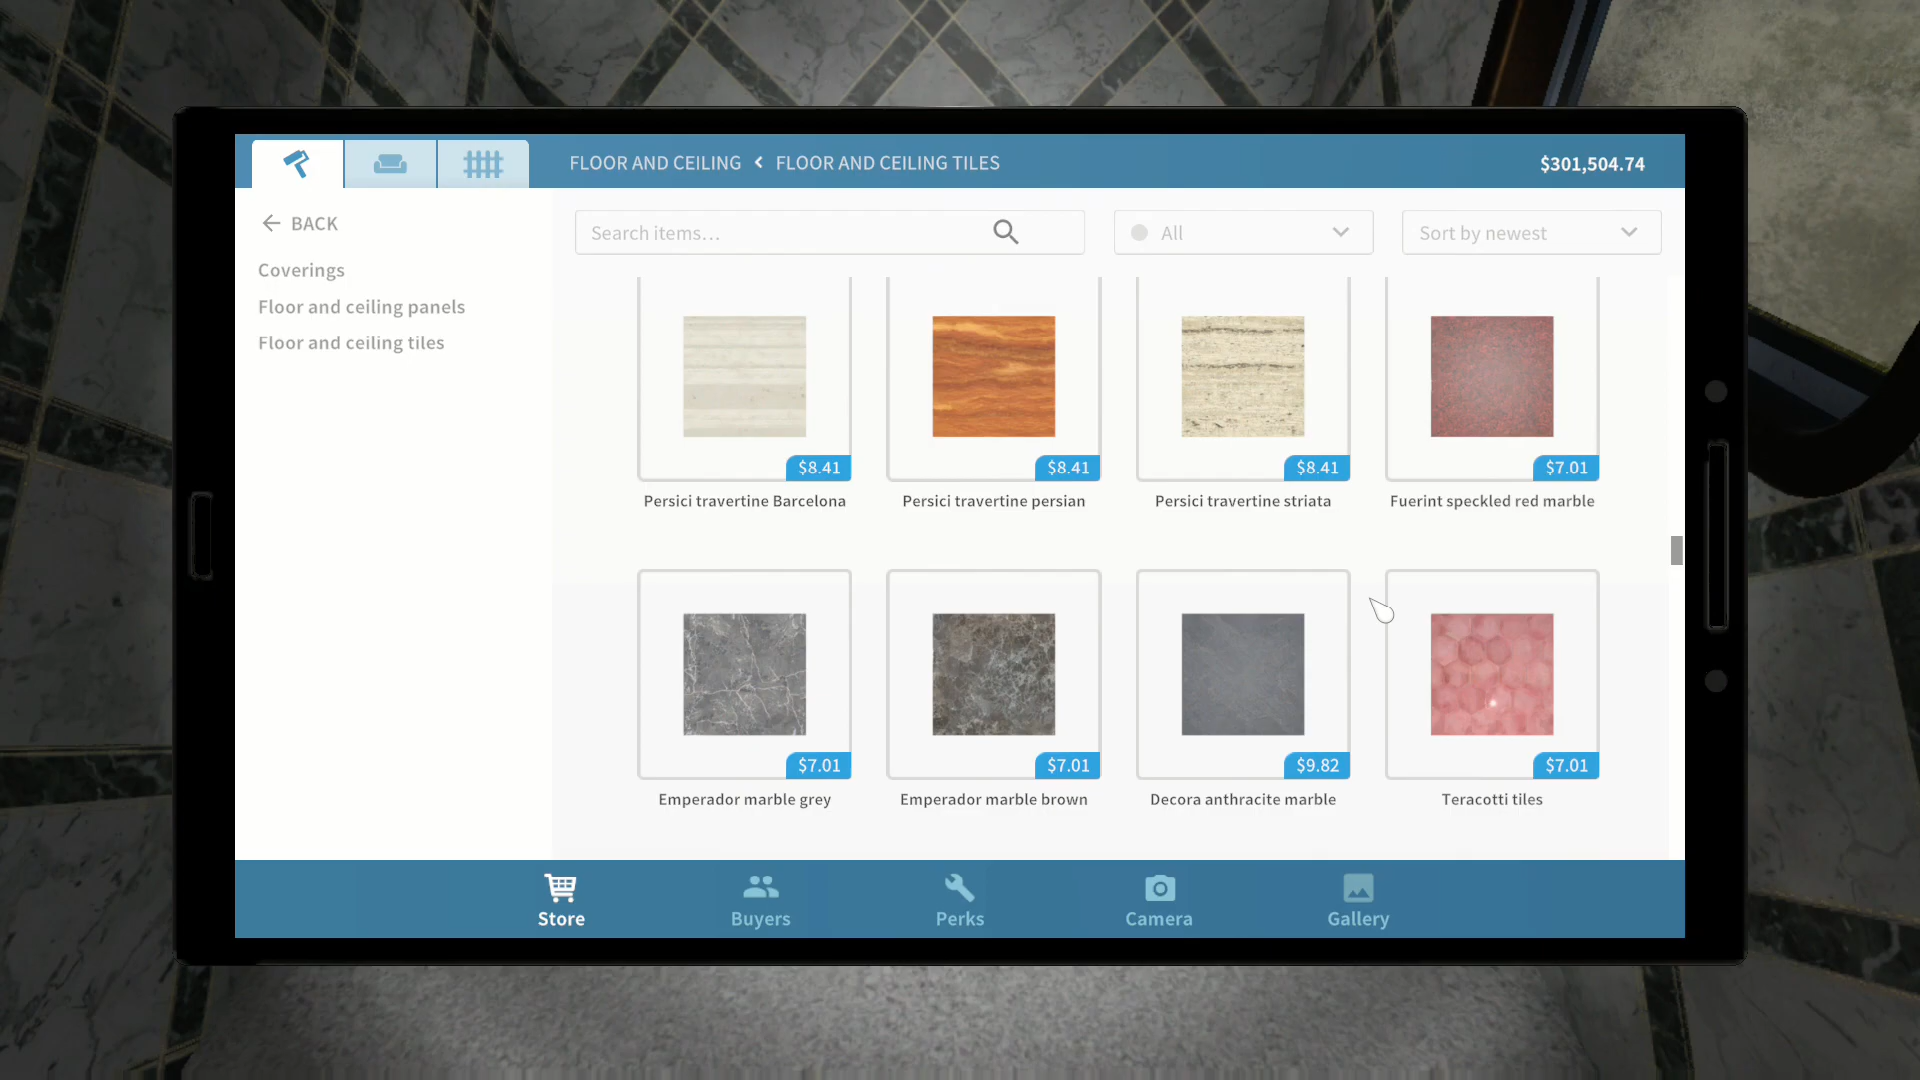 FLOOR AND CEILING < FLOOR AND CEILING TILES
$301,504.74
BACK
Coverings
Floor and ceiling panels
Floor and ceiling tiles
Search items...
All
Sort by newest
$8.41
$8.41
$8.41
$7.01
Persici travertine Barcelona
Persici travertine persian
Persici travertine striata
Fuerint speckled red marble
$7.01
$7.01
$9.82
$7.01
Emperador marble grey
Emperador marble brown
Decora anthracite marble
Teracotti tiles
Store
Buyers
Perks
Camera
Gallery